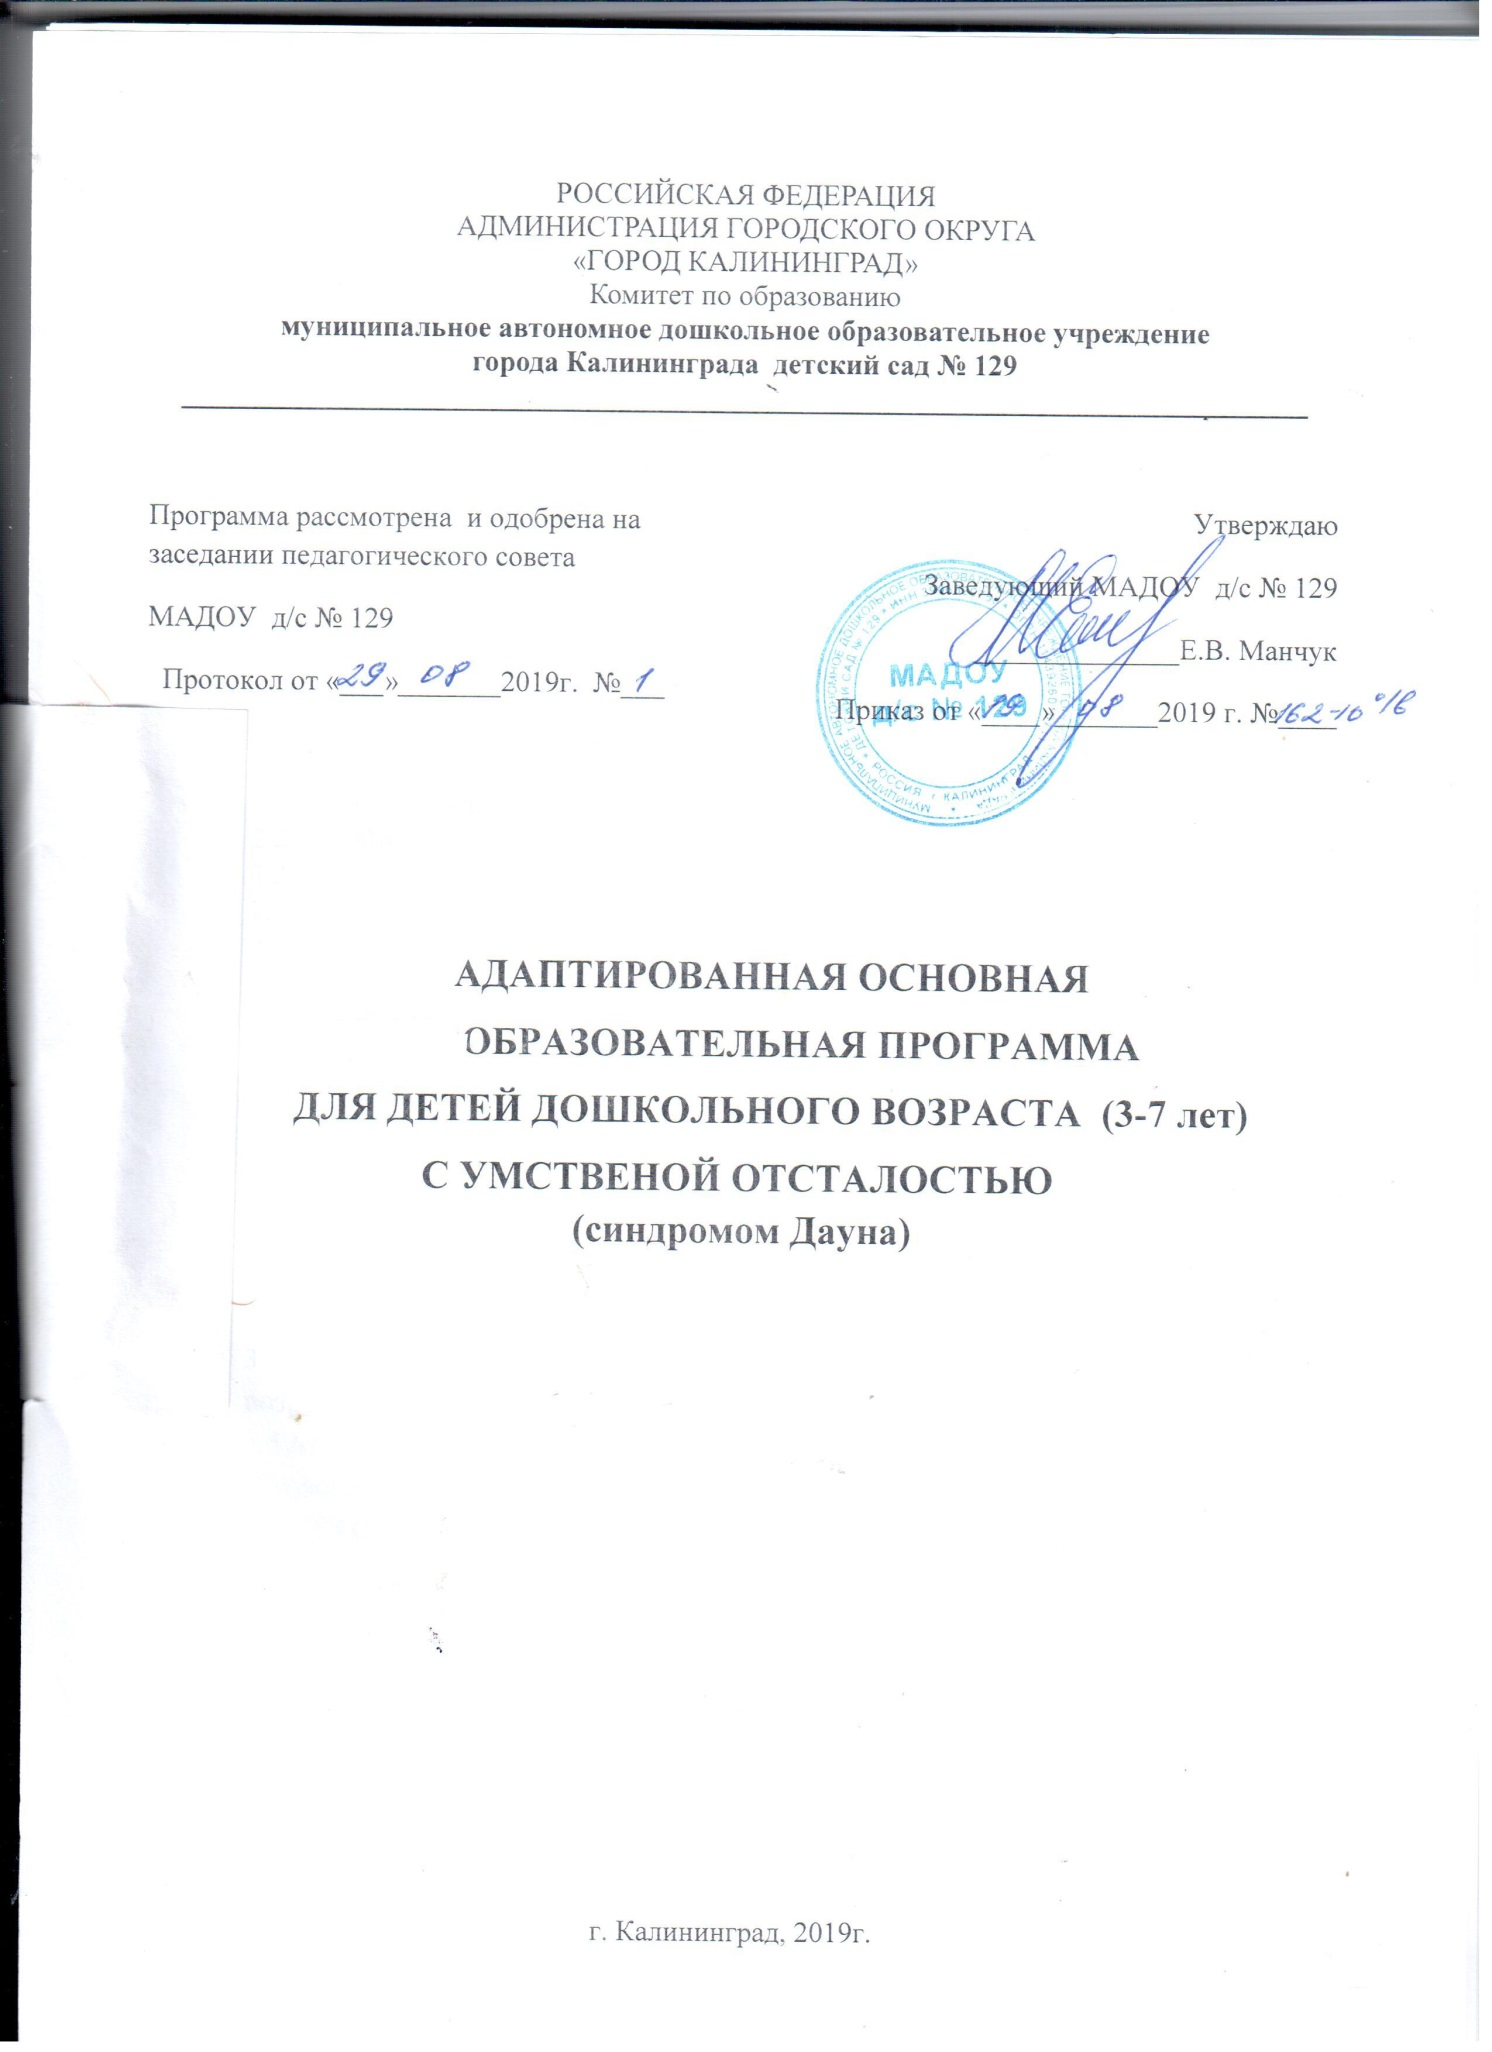 РОССИЙСКАЯ ФЕДЕРАЦИЯ
АДМИНИСТРАЦИЯ ГОРОДСКОГО ОКРУГА
«ГОРОД КАЛИНИНГРАД»
Комитет по образованию
муниципальное автономное дошкольное образовательное учреждение
города Калининграда детский сад № 129
Программа рассмотрена и одобрена на
заседании педагогического совета
МАДОУ д/с № 129
Протокол от «29» 08 2019г. № 1
Утверждаю
Заведующий МАДОУ д/с № 129
Е.В. Манчук
Приказ от « » 08 2019 г. №
МАДОУ
д/с № 129
РОССИЯ г КАЛИНИНГРАД
АДАПТИРОВАННАЯ ОСНОВНАЯ
ОБРАЗОВАТЕЛЬНАЯ ПРОГРАММА
ДЛЯ ДЕТЕЙ ДОШКОЛЬНОГО ВОЗРАСТА (3-7 лет)
С УМСТВЕНОЙ ОТСТАЛОСТЬЮ
(синдромом Дауна)
г. Калининград, 2019г.